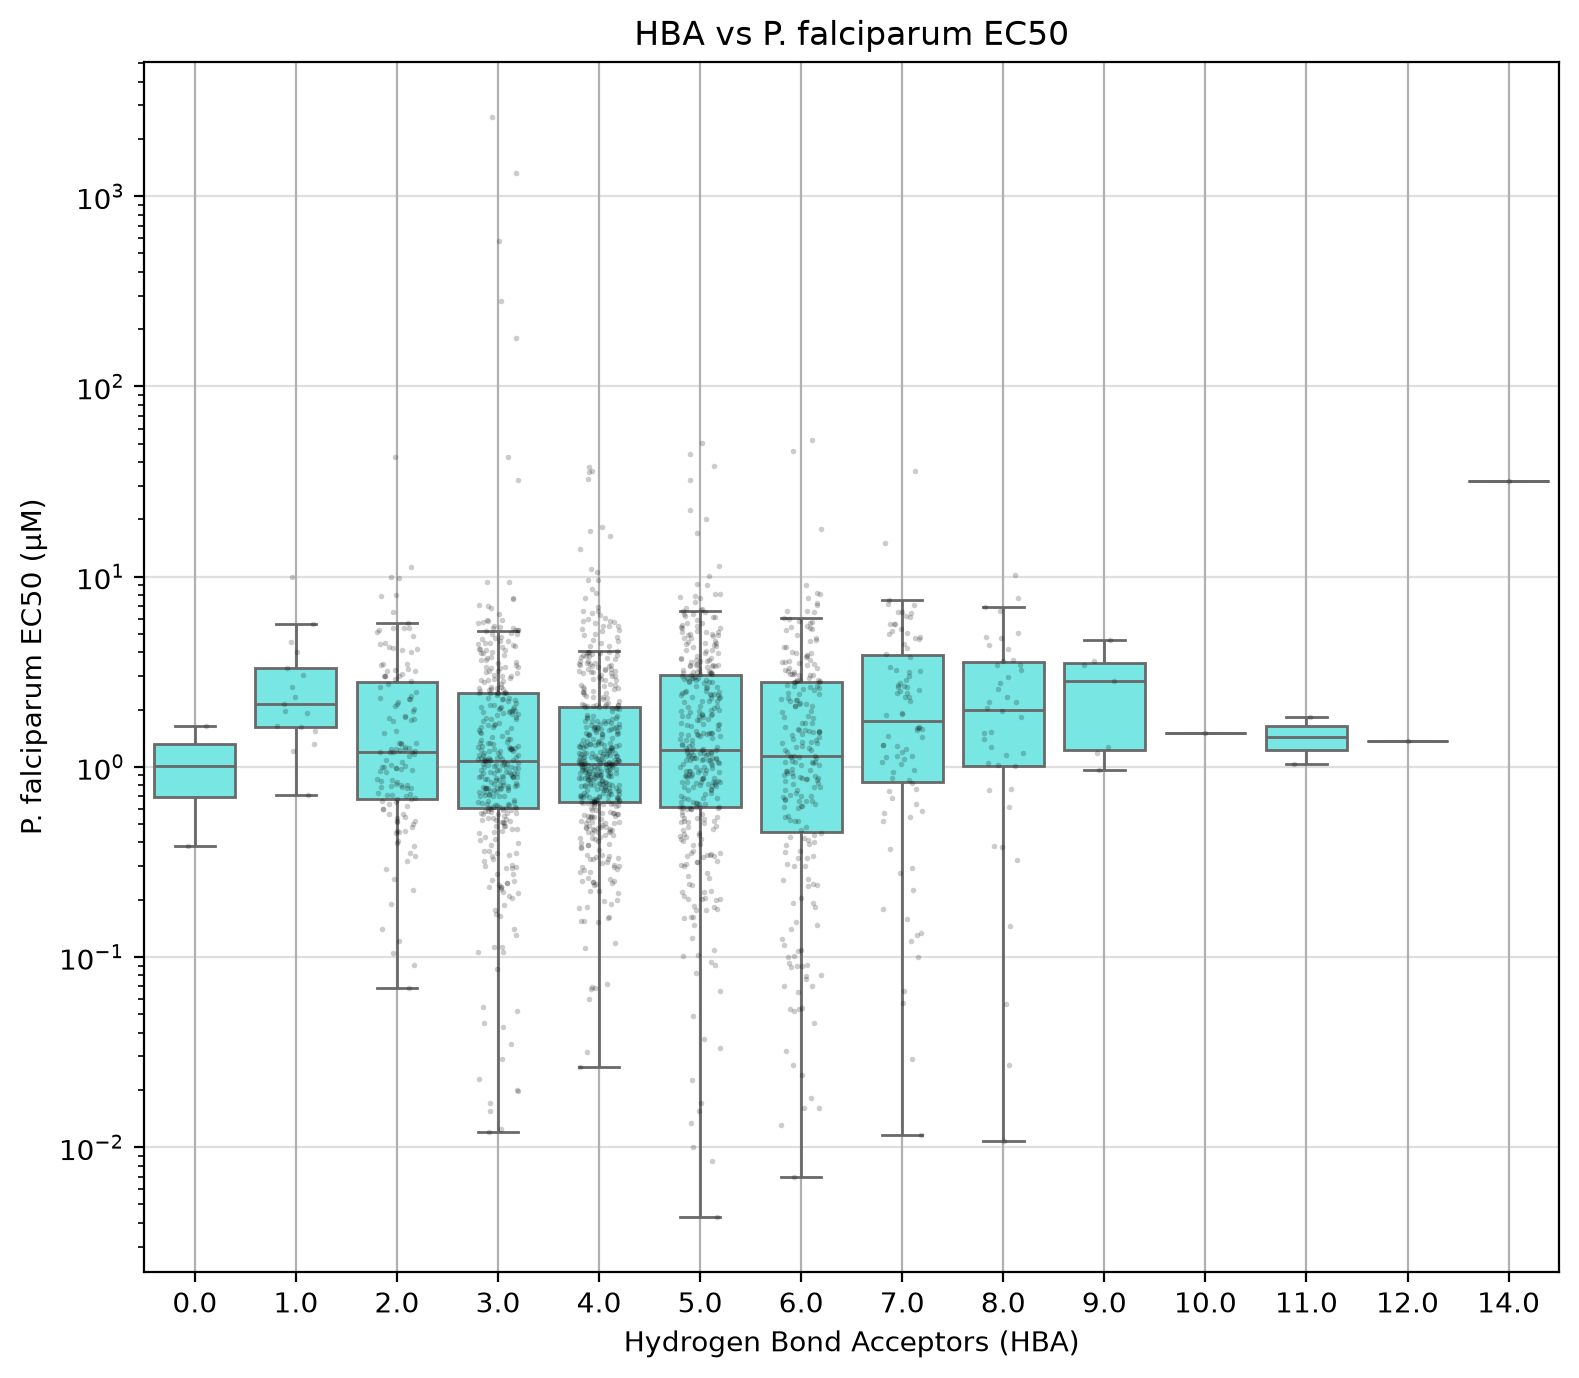 HBA vs P. falciparum EC50
P. falciparum EC50 (μM)
10³
10²
10¹
10⁰
10⁻¹
10⁻²
0.0 1.0 2.0 3.0 4.0 5.0 6.0 7.0 8.0 9.0 10.0 11.0 12.0 14.0
Hydrogen Bond Acceptors (HBA)